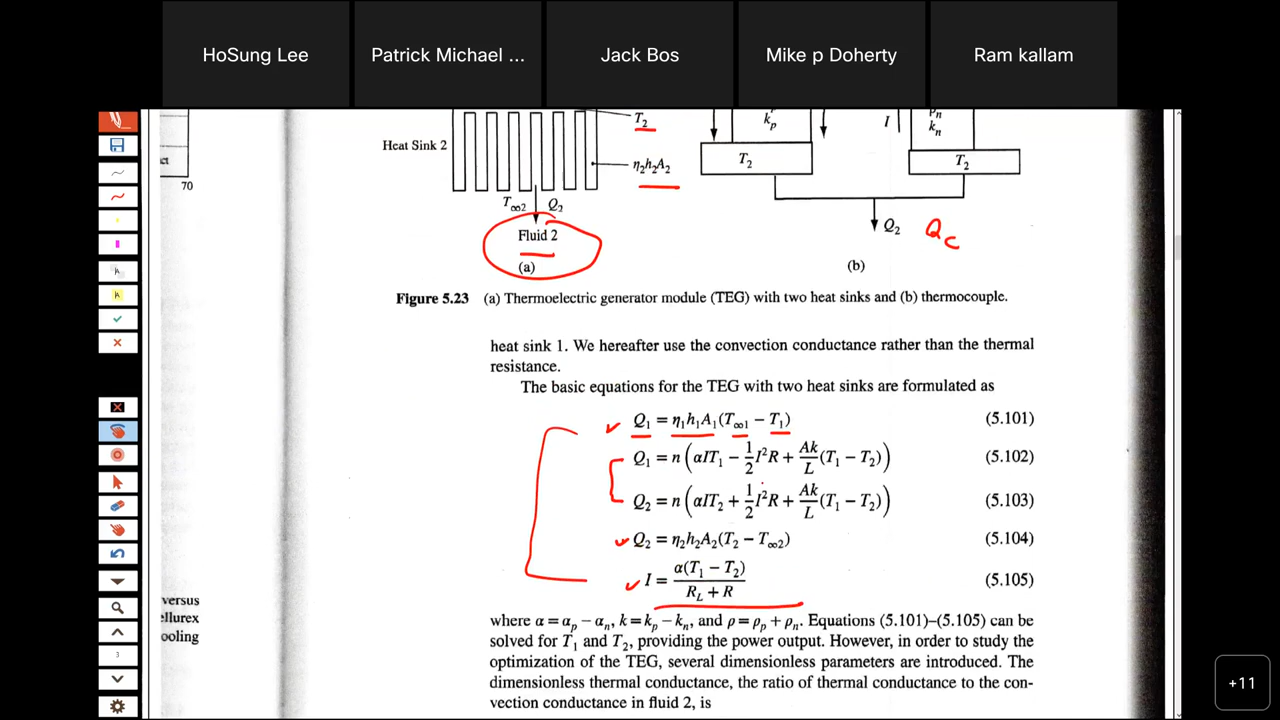 HoSung Lee
Patrick Michael ...
Jack Bos
Mike p Doherty
Ram kallam
T₂
kₚ
I
ρₙ
kₙ
Heat Sink 2
η₂h₂A₂
T₂
T₂
70
T∞₂ Q₂
Q₂ Qc
Fluid 2
(a)
(b)
Figure 5.23 (a) Thermoelectric generator module (TEG) with two heat sinks and (b) thermocouple.
heat sink 1. We hereafter use the convection conductance rather than the thermal
resistance.
The basic equations for the TEG with two heat sinks are formulated as
Q₁ = η₁h₁A₁(T∞₁ − T₁) (5.101)
Q₁ = n(αIT₁ − 1/2 I²R + Ak/L (T₁ − T₂)) (5.102)
Q₂ = n(αIT₂ + 1/2 I²R + Ak/L (T₁ − T₂)) (5.103)
Q₂ = η₂h₂A₂(T₂ − T∞₂) (5.104)
I = α(T₁ − T₂) / (R_L + R) (5.105)
versus
ellurex
ooling
where α = αₚ − αₙ, k = kₚ − kₙ, and ρ = ρₚ + ρₙ. Equations (5.101)–(5.105) can be
solved for T₁ and T₂, providing the power output. However, in order to study the
optimization of the TEG, several dimensionless parameters are introduced. The
dimensionless thermal conductance, the ratio of thermal conductance to the con-
vection conductance in fluid 2, is
3
+11